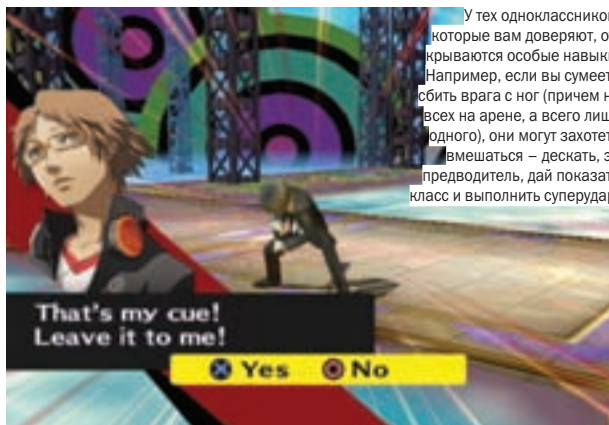 У тех одноклассников
которые вам доверяют, о
крываются особые навыки
Например, если вы сумеет
сбить врага с ног (причем н
всех на арене, а всего лиш
одного), они могут захотет
вмешаться – дескать, э
предводитель, дай показат
класс и выполнить суперудар
That's my cue!
Leave it to me!
Yes No